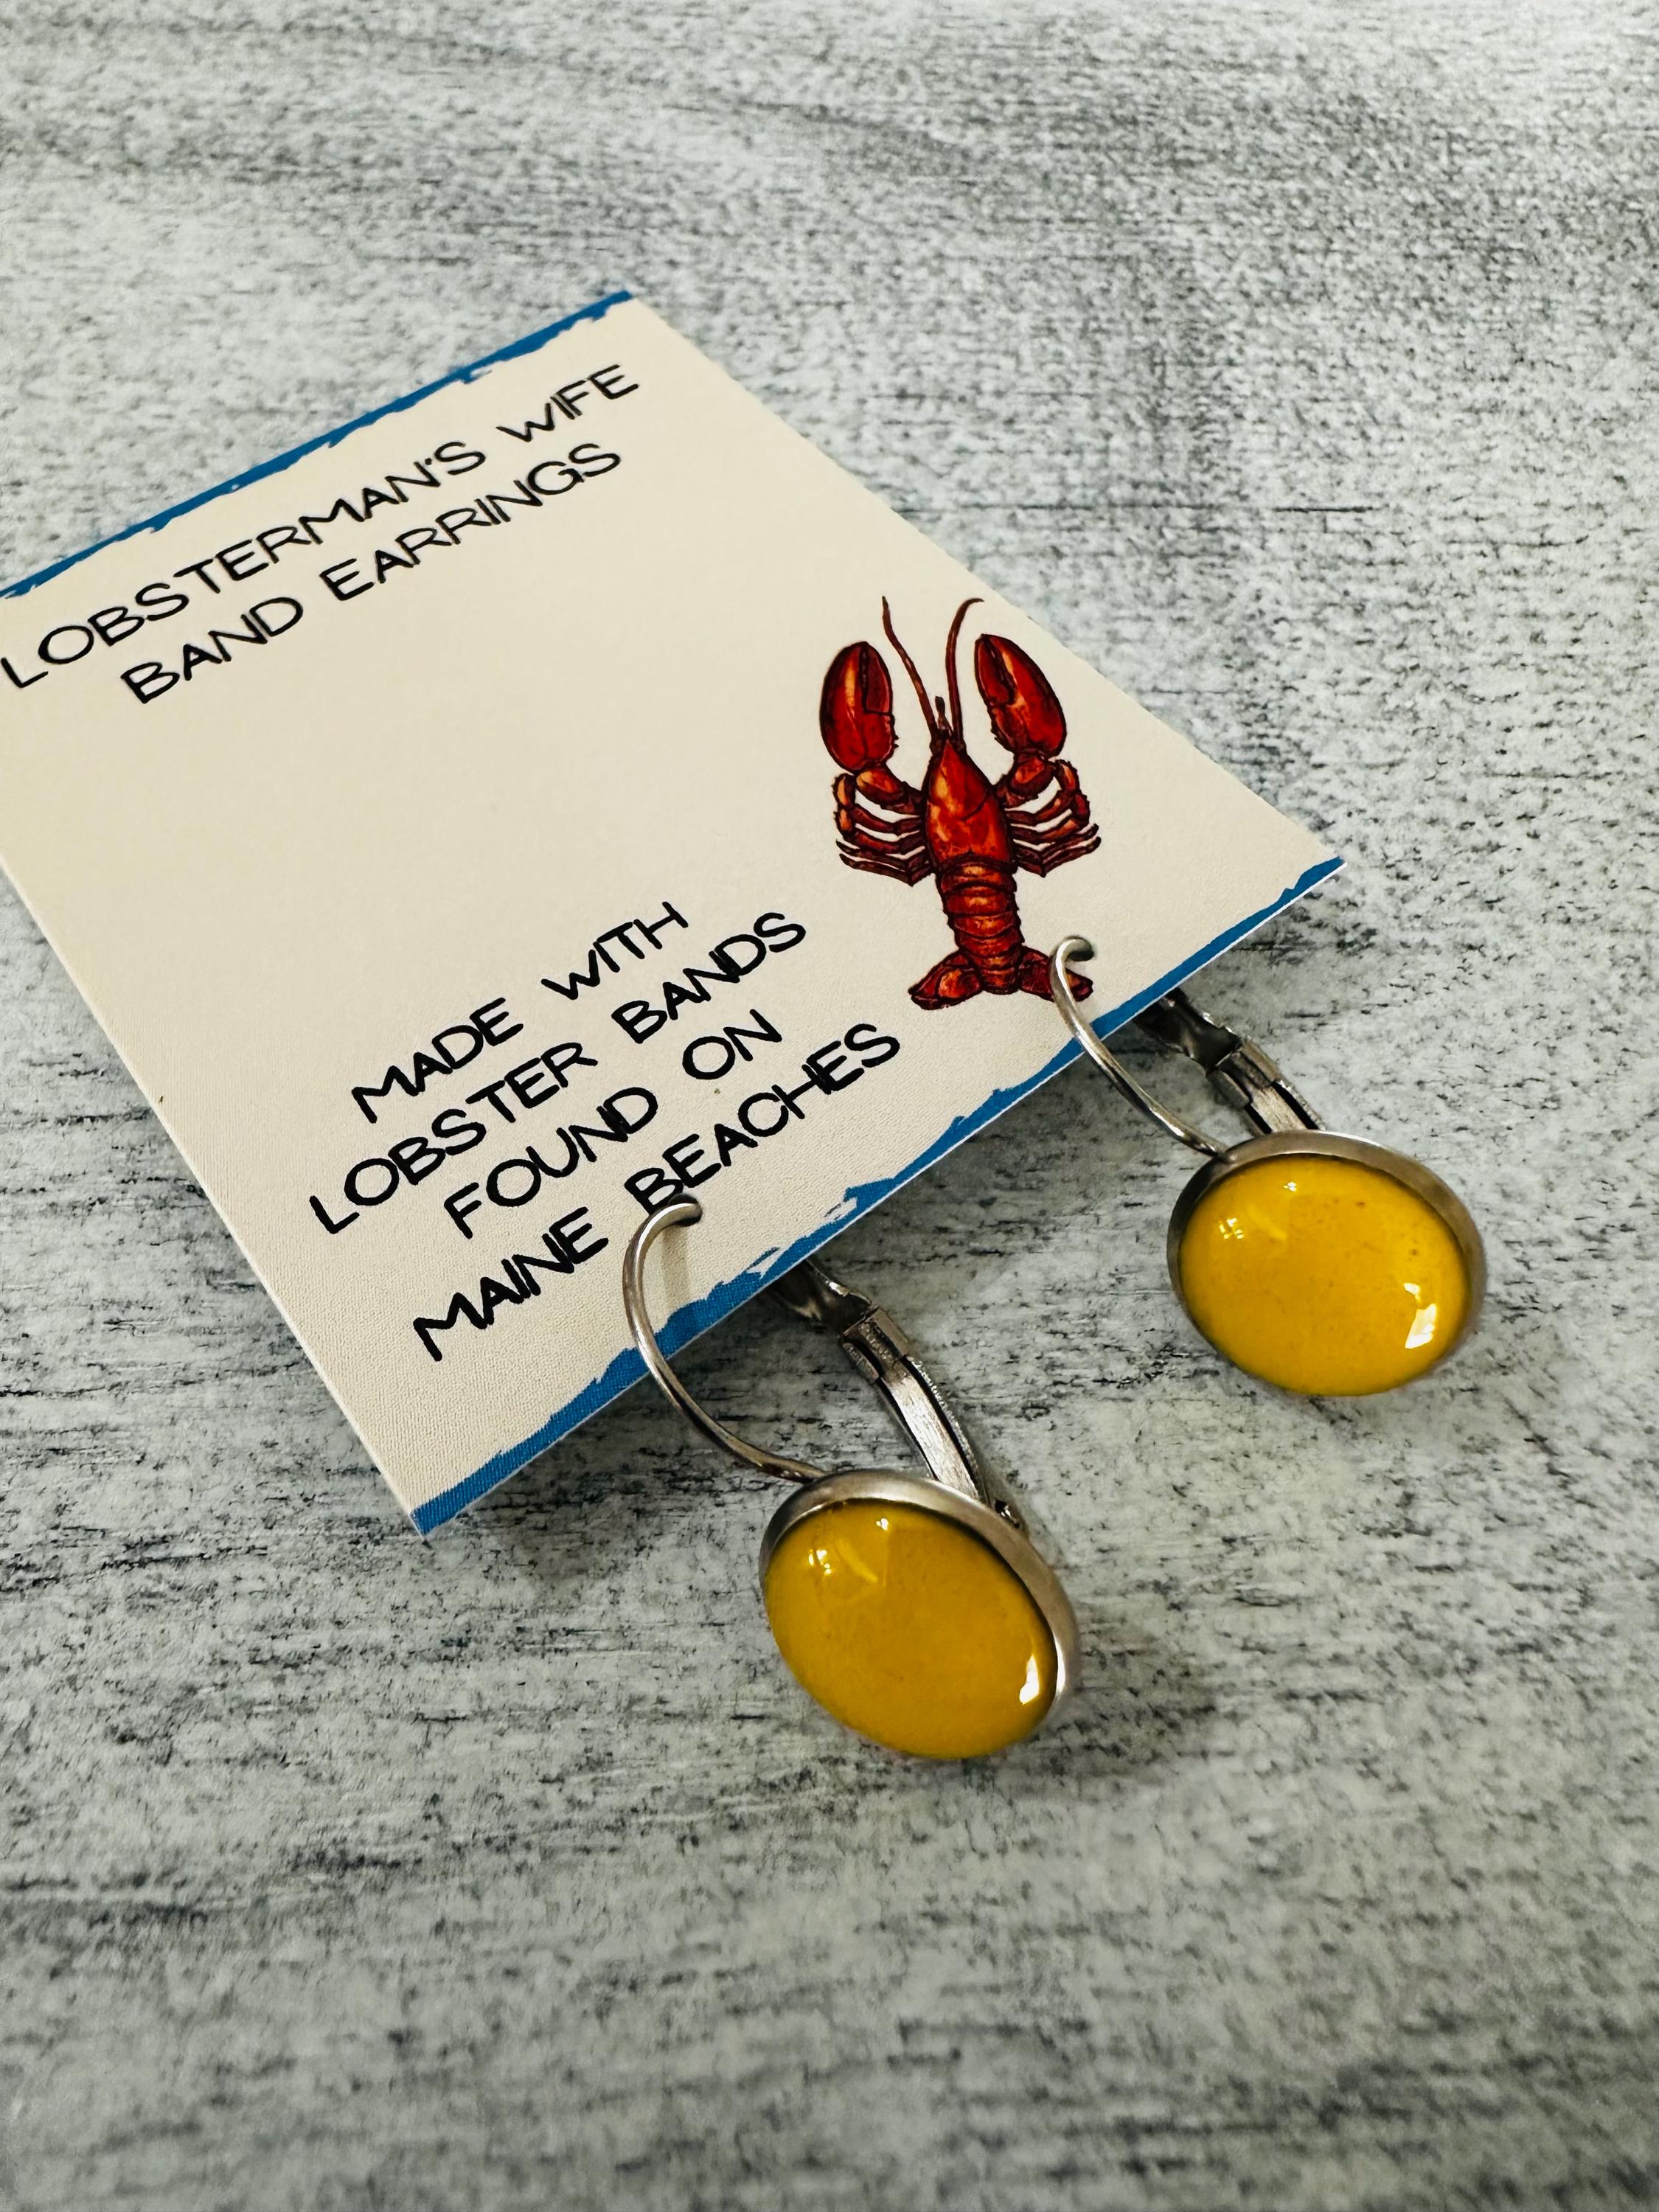 LOBSTERMAN'S WIFE
BAND EARRINGS
MADE WITH
LOBSTER BANDS
FOUND ON
MAINE BEACHES